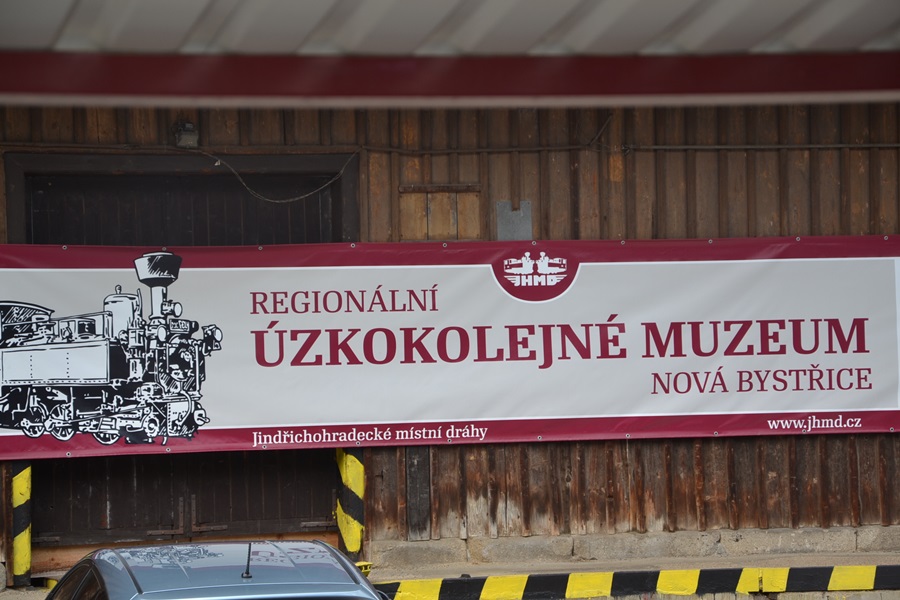 JHMD
REGIONÁLNÍ
ÚZKOKOLEJNÉ MUZEUM
NOVÁ BYSTŘICE
Jindřichohradecké místní dráhy
www.jhmd.cz